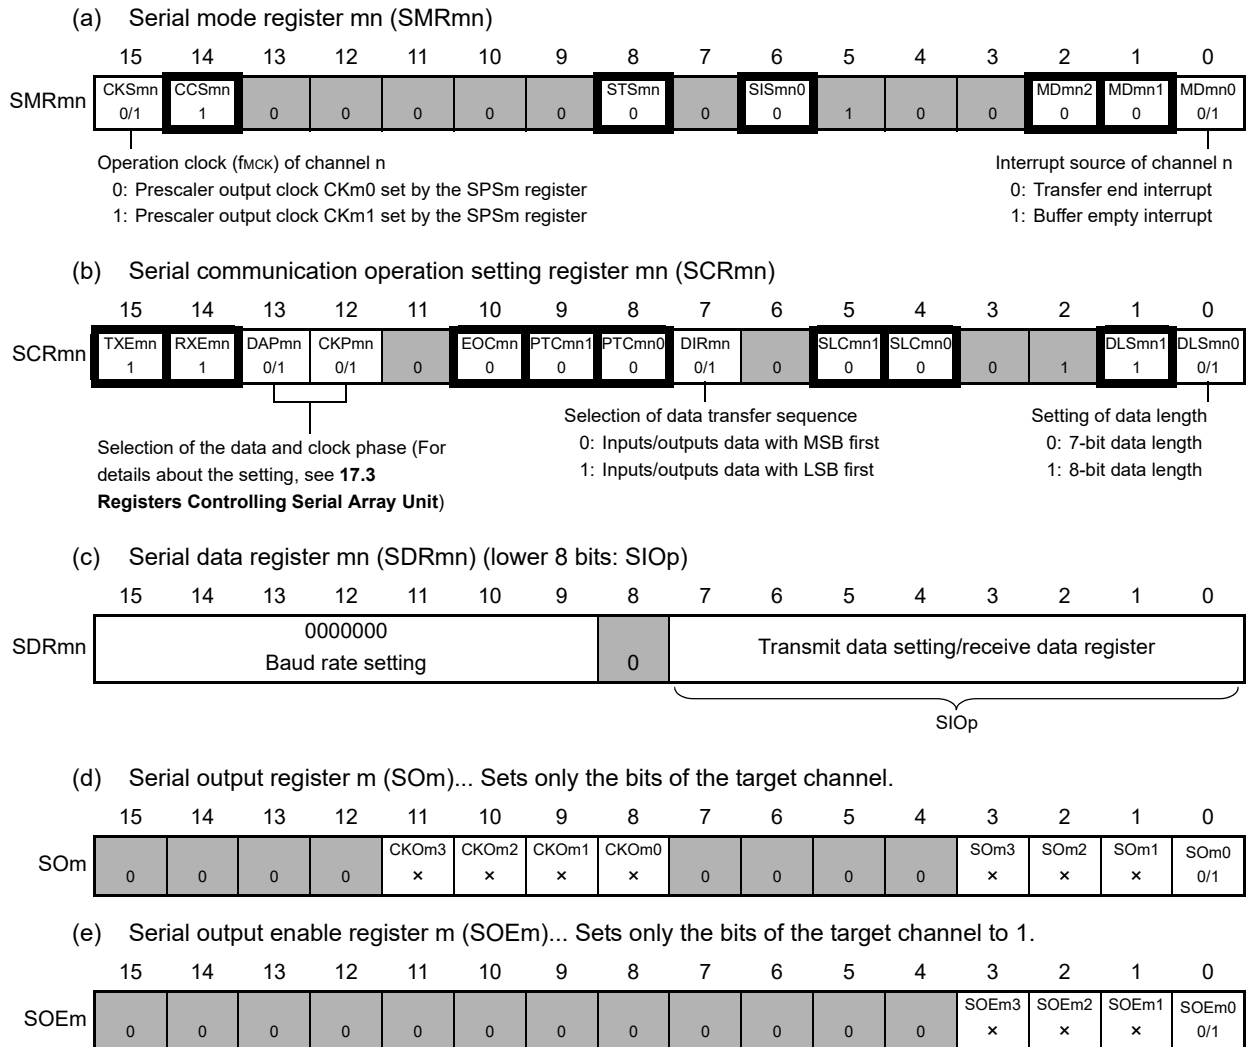 (a) Serial mode register mn (SMRmn)
15 14 13 12 11 10 9 8 7 6 5 4 3 2 1 0
SMRmn
CKSmn CCSmn STSmn SISmn0 MDmn2 MDmn1 MDmn0
0/1 1 0 0 0 0 0 0 0 0 1 0 0 0 0 0/1
Operation clock (fMCK) of channel n
0: Prescaler output clock CKm0 set by the SPSm register
1: Prescaler output clock CKm1 set by the SPSm register
Interrupt source of channel n
0: Transfer end interrupt
1: Buffer empty interrupt
(b) Serial communication operation setting register mn (SCRmn)
15 14 13 12 11 10 9 8 7 6 5 4 3 2 1 0
SCRmn
TXEmn RXEmn DAPmn CKPmn EOCmn PTCmn1 PTCmn0 DIRmn SLCmn1 SLCmn0 DLSmn1 DLSmn0
1 1 0/1 0/1 0 0 0 0 0/1 0 0 0 0 1 1 0/1
Selection of the data and clock phase (For
details about the setting, see 17.3
Registers Controlling Serial Array Unit)
Selection of data transfer sequence
0: Inputs/outputs data with MSB first
1: Inputs/outputs data with LSB first
Setting of data length
0: 7-bit data length
1: 8-bit data length
(c) Serial data register mn (SDRmn) (lower 8 bits: SIOp)
15 14 13 12 11 10 9 8 7 6 5 4 3 2 1 0
SDRmn
0000000
Baud rate setting
0
Transmit data setting/receive data register
SIOp
(d) Serial output register m (SOm)... Sets only the bits of the target channel.
15 14 13 12 11 10 9 8 7 6 5 4 3 2 1 0
SOm
CKOm3 CKOm2 CKOm1 CKOm0 SOm3 SOm2 SOm1 SOm0
0 0 0 0 × × × × 0 0 0 0 × × × 0/1
(e) Serial output enable register m (SOEm)... Sets only the bits of the target channel to 1.
15 14 13 12 11 10 9 8 7 6 5 4 3 2 1 0
SOEm
SOEm3 SOEm2 SOEm1 SOEm0
0 0 0 0 0 0 0 0 0 0 0 0 × × × 0/1